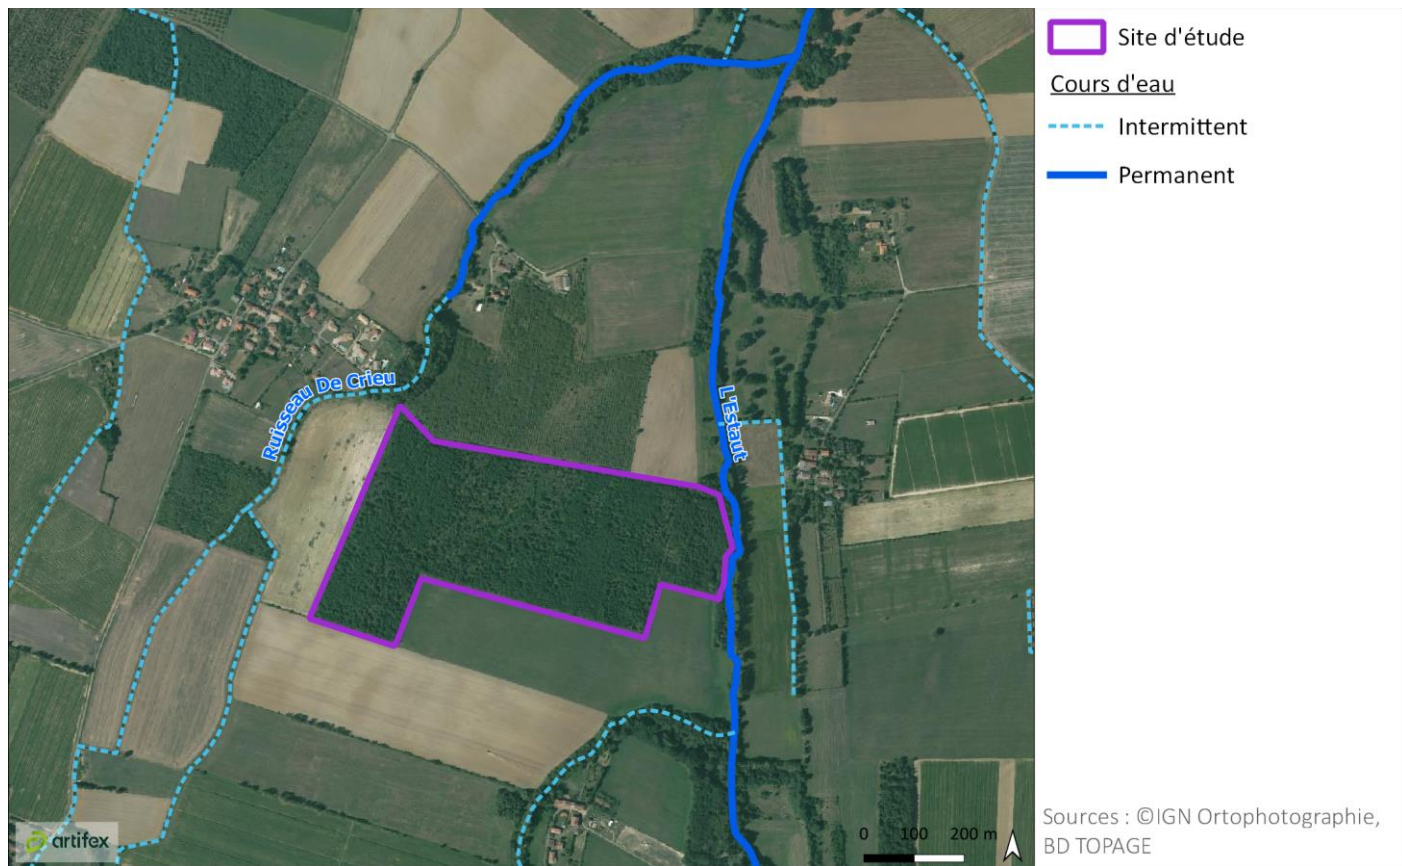 Site d'étude
Cours d'eau
Intermittent
Permanent
Ruisseau De Crieu
L'Estaut
artifex
0 100 200 m
Sources : ©IGN Ortophotographie,
BD TOPAGE